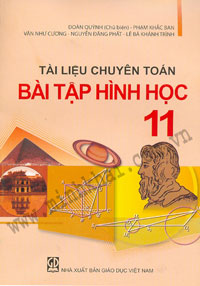 ĐOÀN QUỲNH (Chủ biên) - PHẠM KHẮC BAN
VĂN NHƯ CƯƠNG - NGUYỄN ĐĂNG PHẤT - LÊ BÁ KHÁNH TRÌNH
TÀI LIỆU CHUYÊN TOÁN
BÀI TẬP HÌNH HỌC
11
NHÀ XUẤT BẢN GIÁO DỤC VIỆT NAM